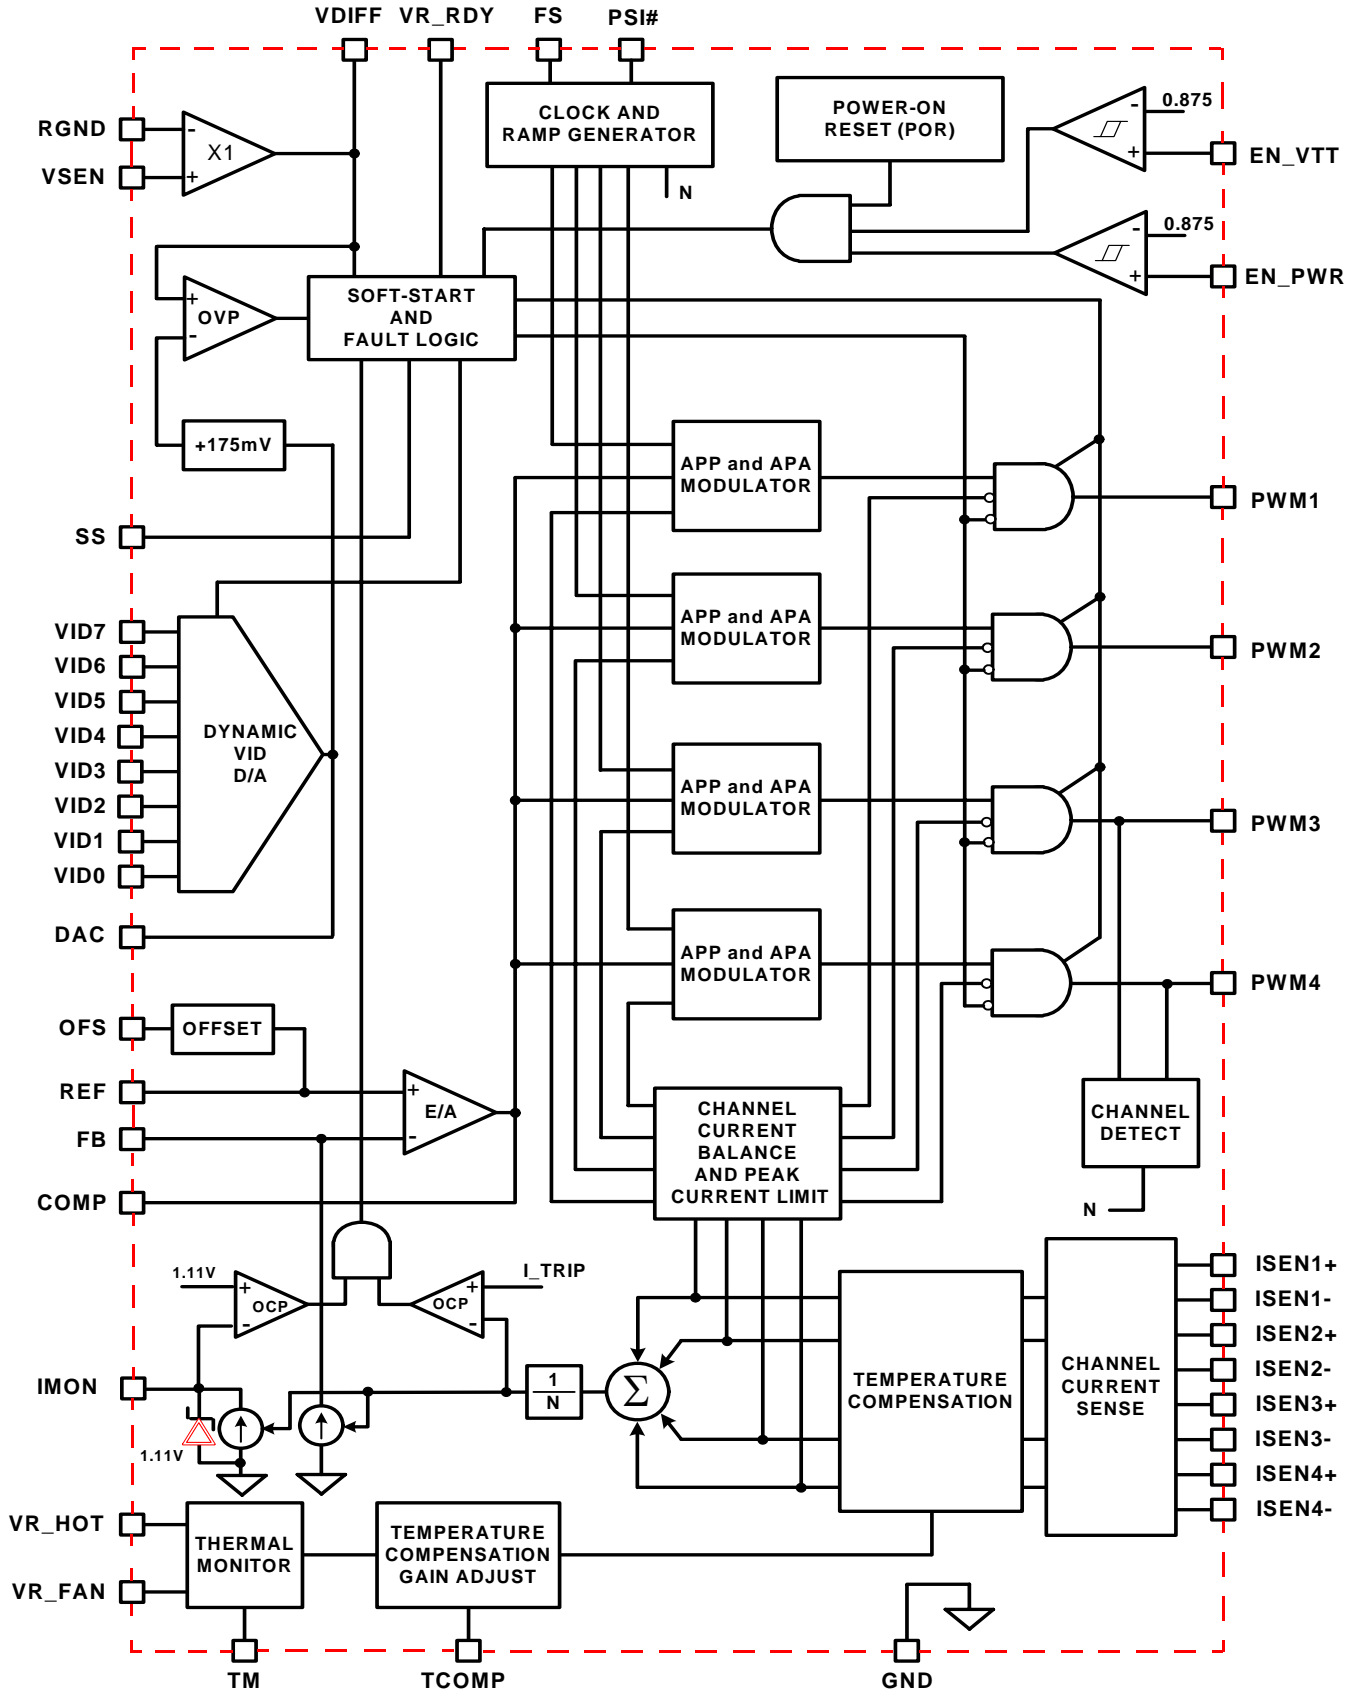 VDIFF
VR_RDY
FS
PSI#
RGND
VSEN
-
X1
+
CLOCK AND
RAMP GENERATOR
N
POWER-ON
RESET (POR)
-
0.875
+
EN_VTT
-
0.875
+
EN_PWR
+
OVP
-
SOFT-START
AND
FAULT LOGIC
+175mV
SS
APP and APA
MODULATOR
PWM1
VID7
VID6
VID5
VID4
VID3
VID2
VID1
VID0
DYNAMIC
VID
D/A
APP and APA
MODULATOR
PWM2
APP and APA
MODULATOR
PWM3
DAC
APP and APA
MODULATOR
PWM4
OFS
OFFSET
REF
FB
+
E/A
-
COMP
CHANNEL
CURRENT
BALANCE
AND PEAK
CURRENT LIMIT
CHANNEL
DETECT
N
1.11V
+
OCP
-
I_TRIP
+
OCP
-
IMON
1.11V
1
N
Σ
TEMPERATURE
COMPENSATION
CHANNEL
CURRENT
SENSE
ISEN1+
ISEN1-
ISEN2+
ISEN2-
ISEN3+
ISEN3-
ISEN4+
ISEN4-
VR_HOT
VR_FAN
THERMAL
MONITOR
TEMPERATURE
COMPENSATION
GAIN ADJUST
TM
TCOMP
GND